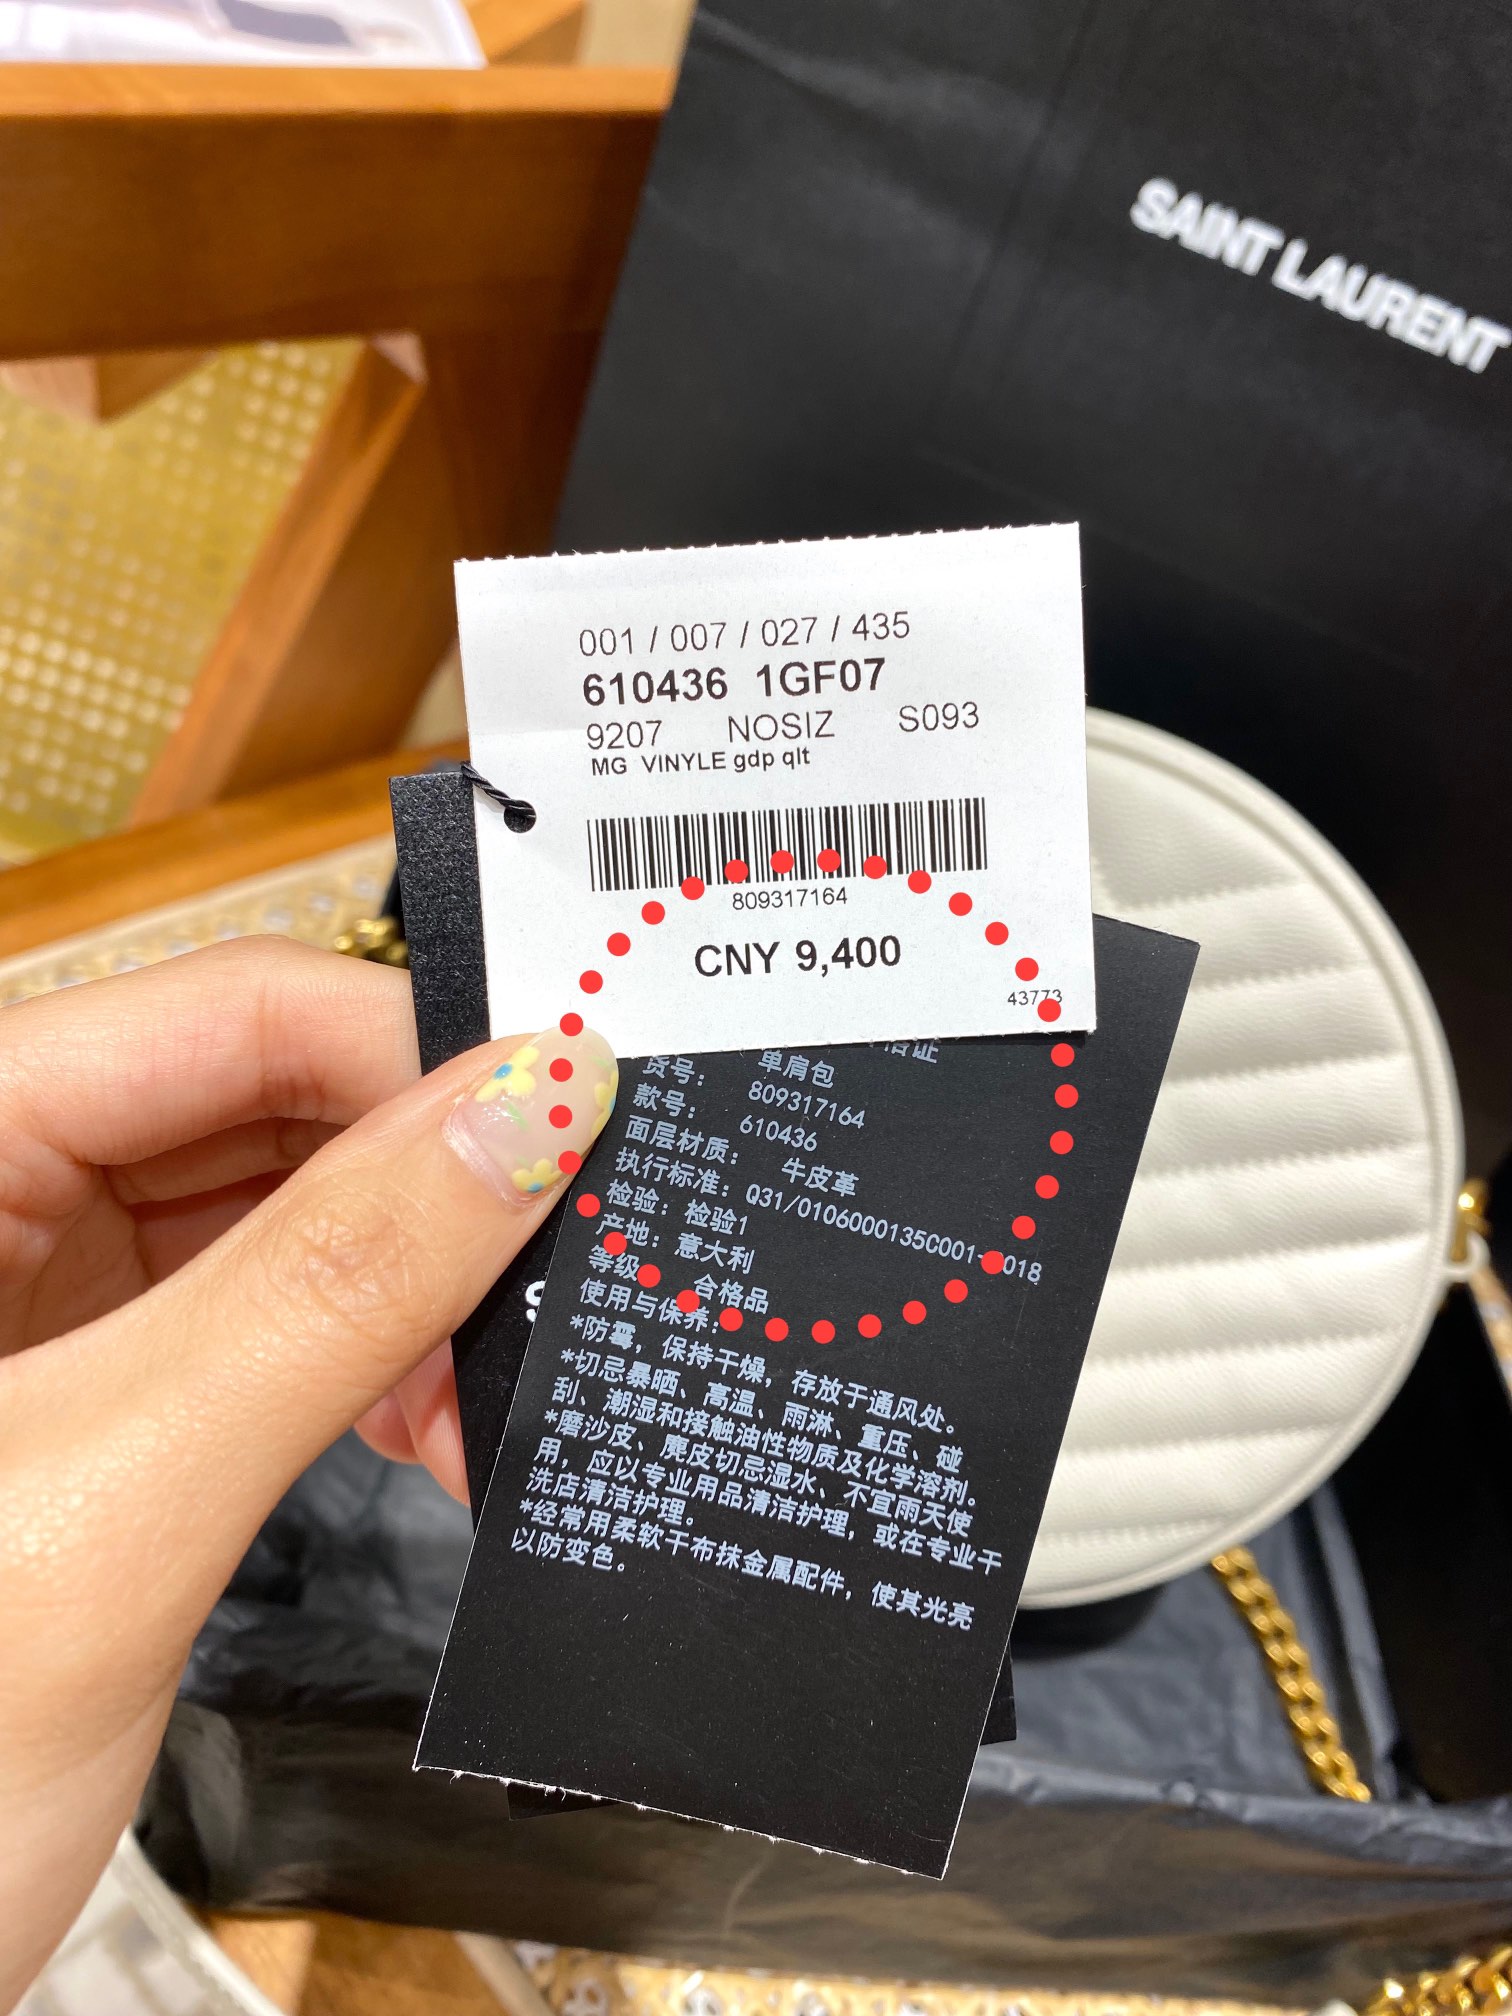 SAINT LAURENT
001 / 007 / 027 / 435
610436 1GF07
9207 NOSIZ S093
MG VINYLE gdp qlt
809317164
CNY 9,400
43773
格证
货号： 单肩包
款号： 809317164
面层材质： 610436
执行标准： 牛皮革
检验：检验1 Q31/0106000135C001-2018
产地：意大利
等级： 合格品
使用与保养：
*防霉，保持干燥，存放于通风处。
*切忌暴晒、高温、雨淋、重压、碰
刮、潮湿和接触油性物质及化学溶剂。
*磨沙皮、麂皮切忌湿水、不宜雨天使
用，应以专业用品清洁护理，或在专业干
洗店清洁护理。
*经常用柔软干布抹金属配件，使其光亮
以防变色。